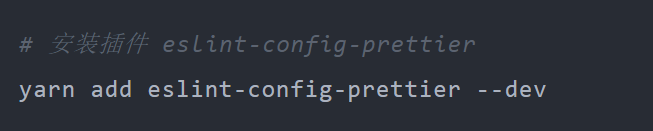 # 安装插件 eslint-config-prettier
yarn add eslint-config-prettier --dev